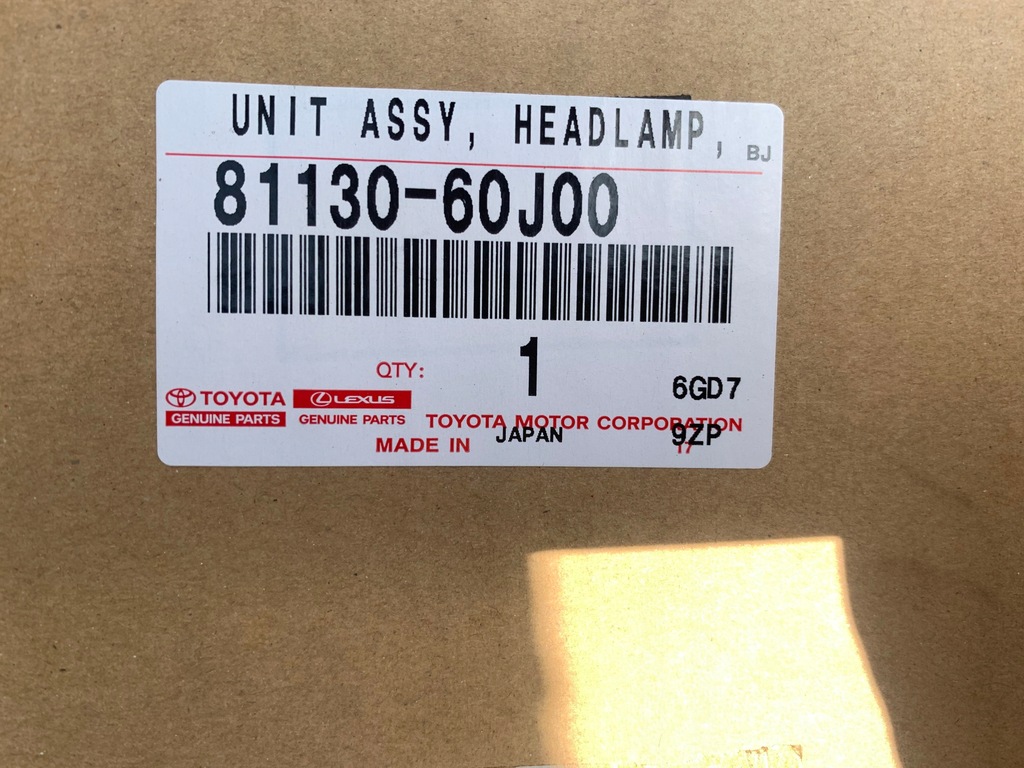 UNIT ASSY, HEADLAMP, BJ
81130-60J00
QTY: 1
6GD7
TOYOTA LEXUS
GENUINE PARTS GENUINE PARTS TOYOTA MOTOR CORPORATION
MADE IN JAPAN 9ZP
17